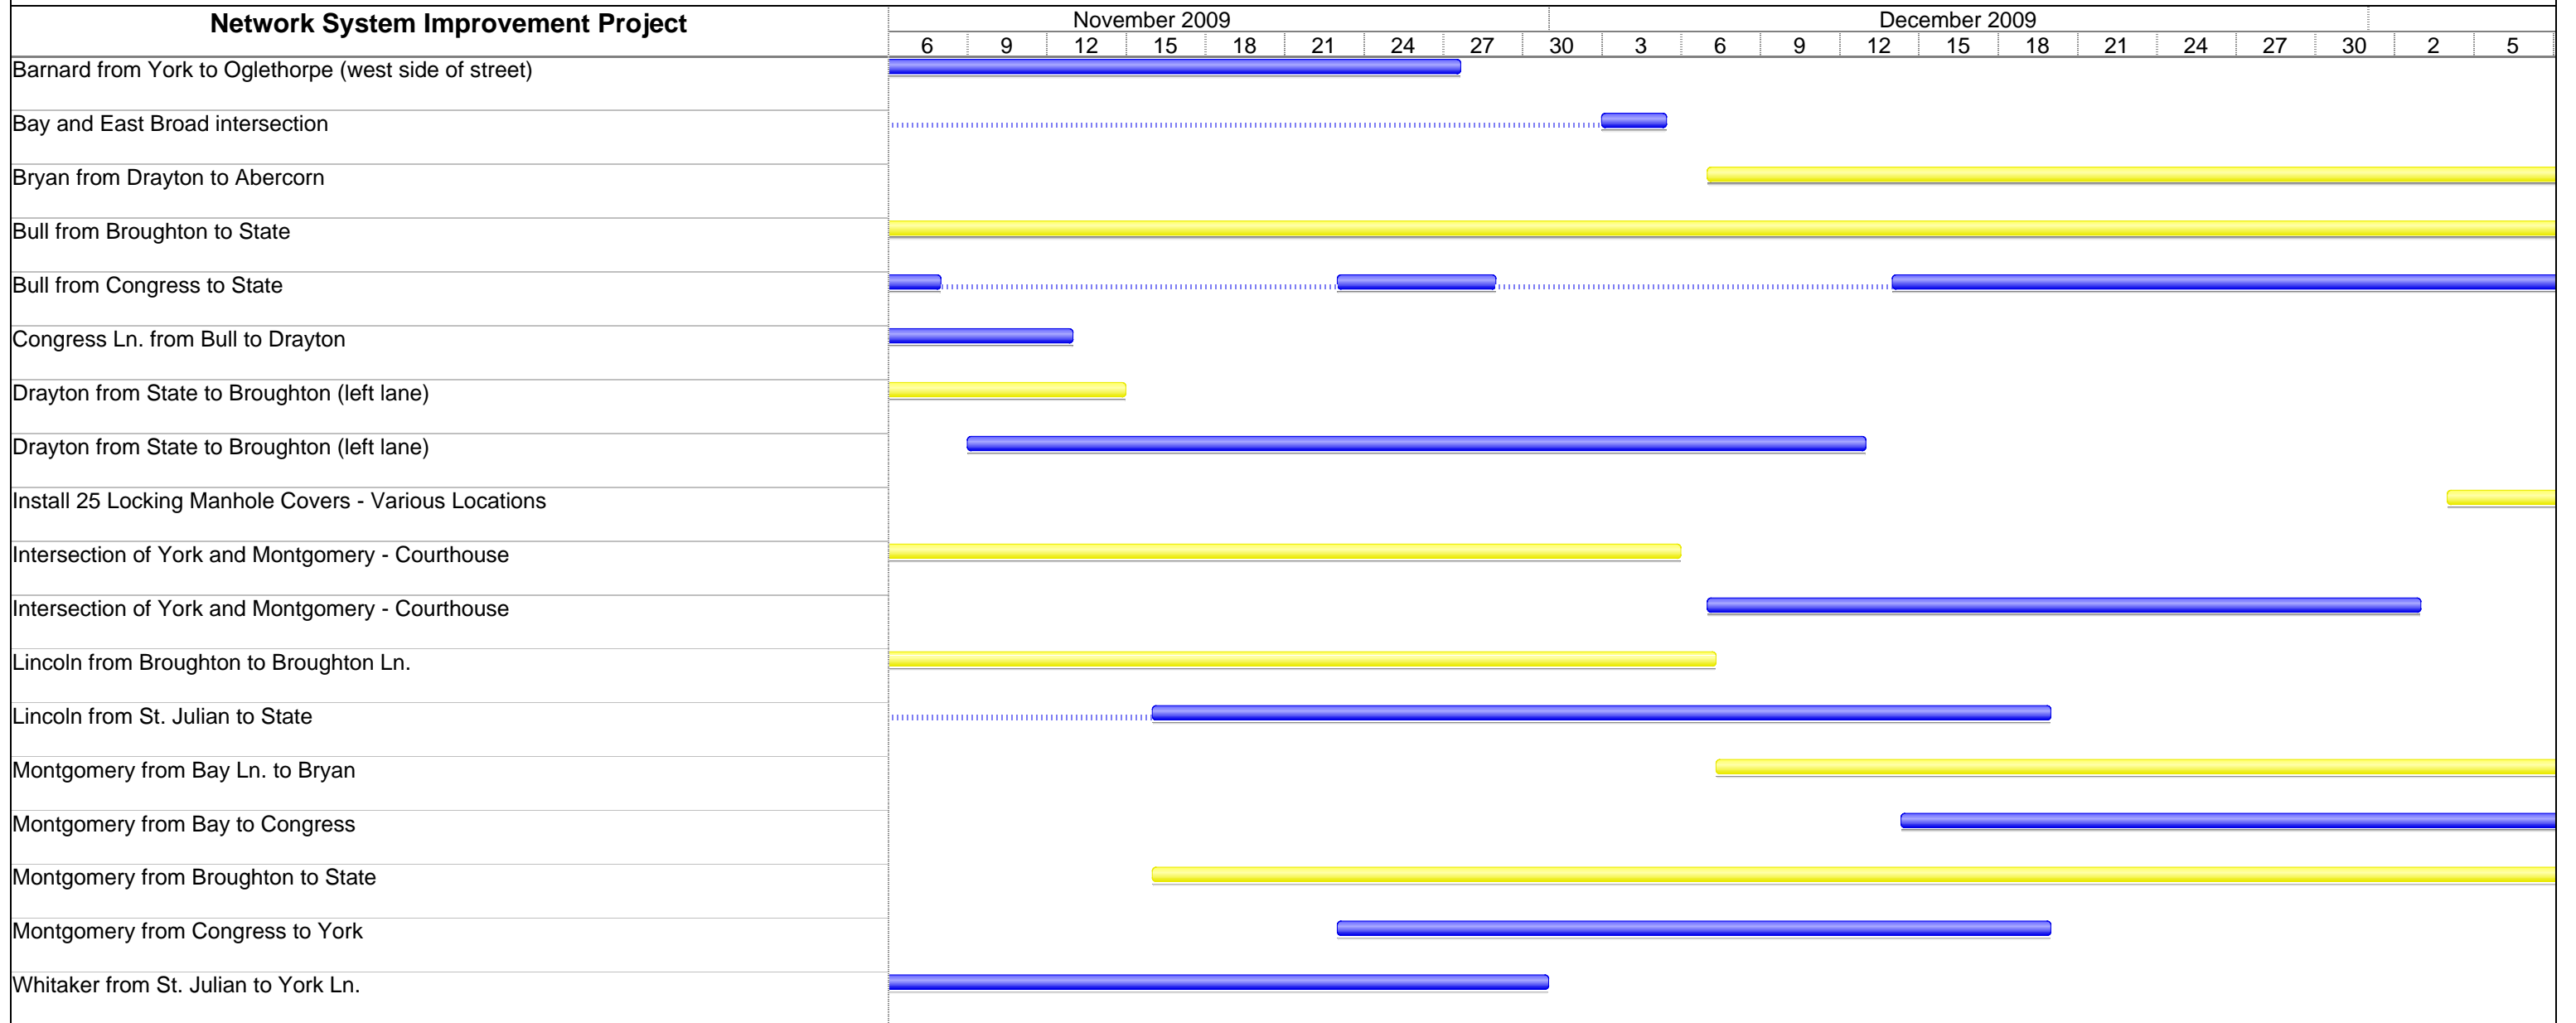 Network System Improvement Project
November 2009 December 2009
6 9 12 15 18 21 24 27 30 3 6 9 12 15 18 21 24 27 30 2 5
Barnard from York to Oglethorpe (west side of street)
Bay and East Broad intersection
Bryan from Drayton to Abercorn
Bull from Broughton to State
Bull from Congress to State
Congress Ln. from Bull to Drayton
Drayton from State to Broughton (left lane)
Drayton from State to Broughton (left lane)
Install 25 Locking Manhole Covers - Various Locations
Intersection of York and Montgomery - Courthouse
Intersection of York and Montgomery - Courthouse
Lincoln from Broughton to Broughton Ln.
Lincoln from St. Julian to State
Montgomery from Bay Ln. to Bryan
Montgomery from Bay to Congress
Montgomery from Broughton to State
Montgomery from Congress to York
Whitaker from St. Julian to York Ln.